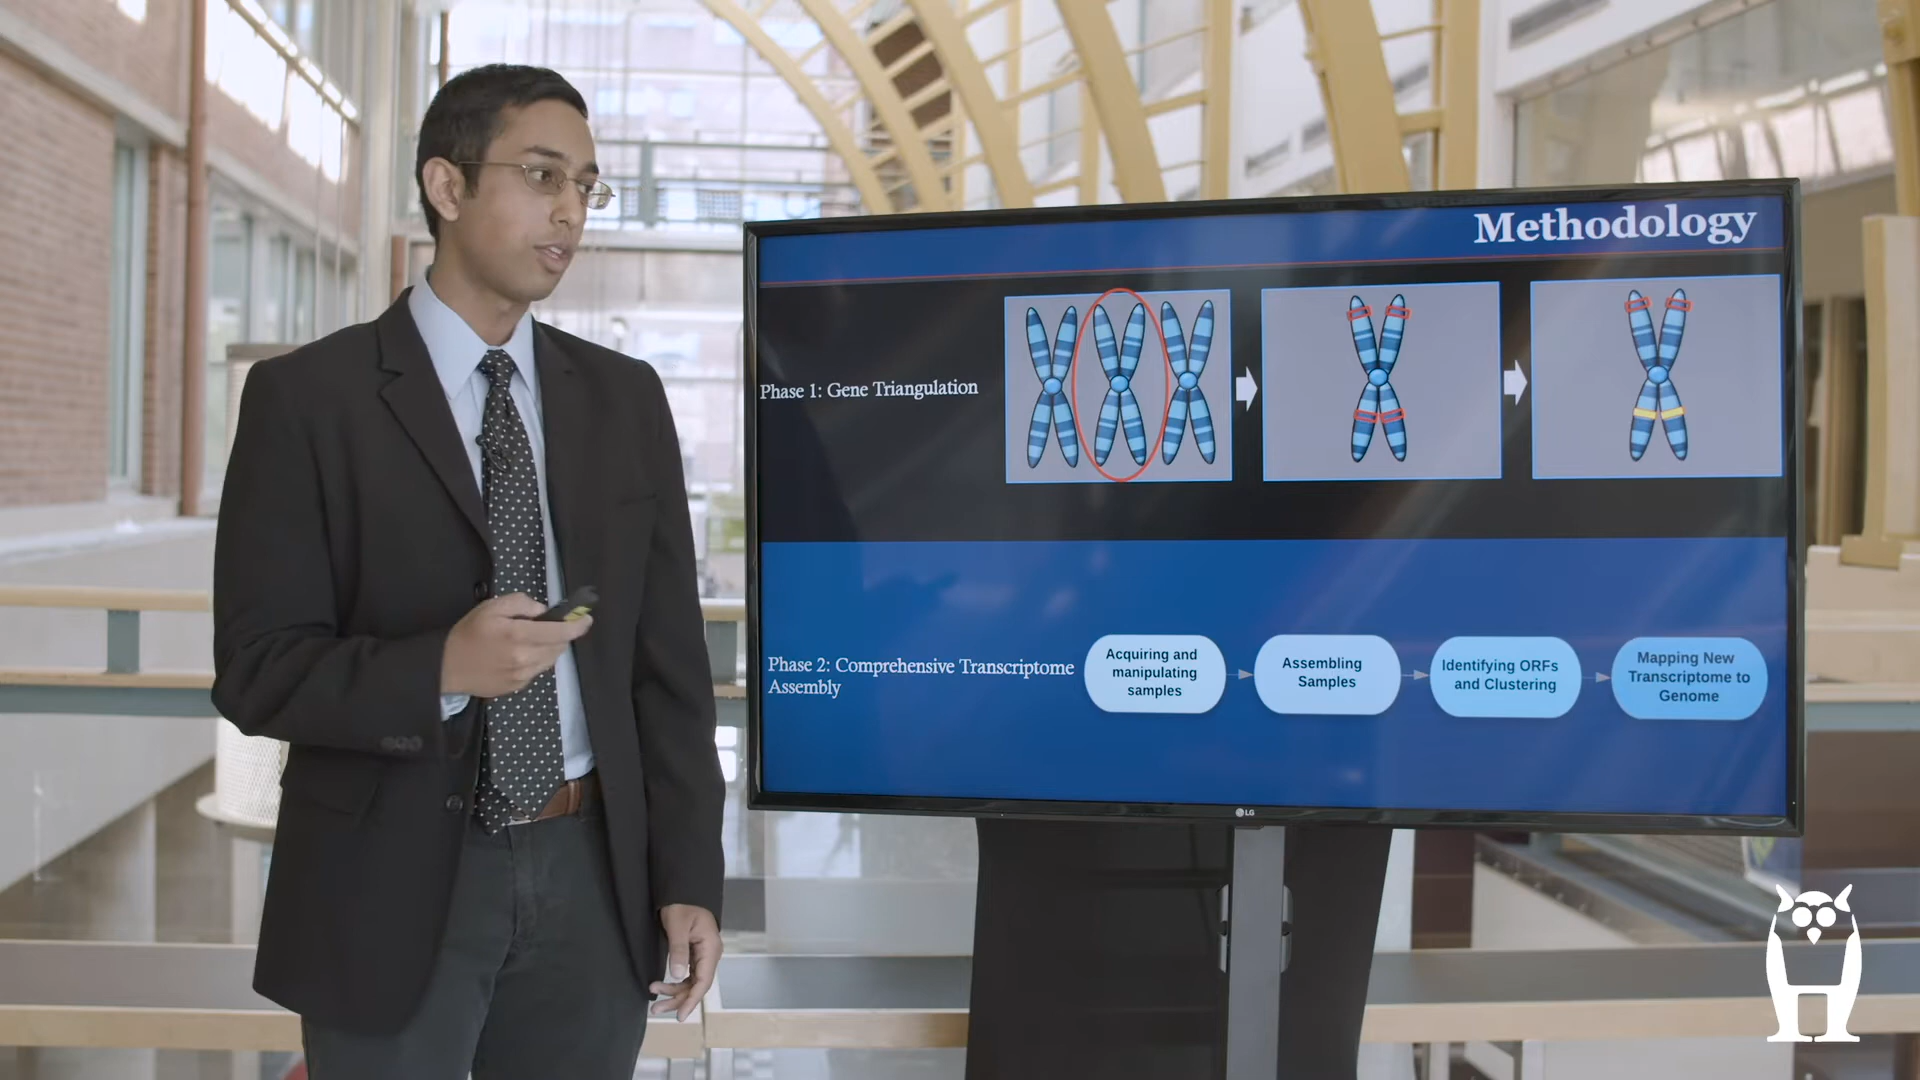 Methodology
Phase 1: Gene Triangulation
Phase 2: Comprehensive Transcriptome
Assembly
Acquiring and
manipulating
samples
Assembling
Samples
Identifying ORFs
and Clustering
Mapping New
Transcriptome to
Genome
LG